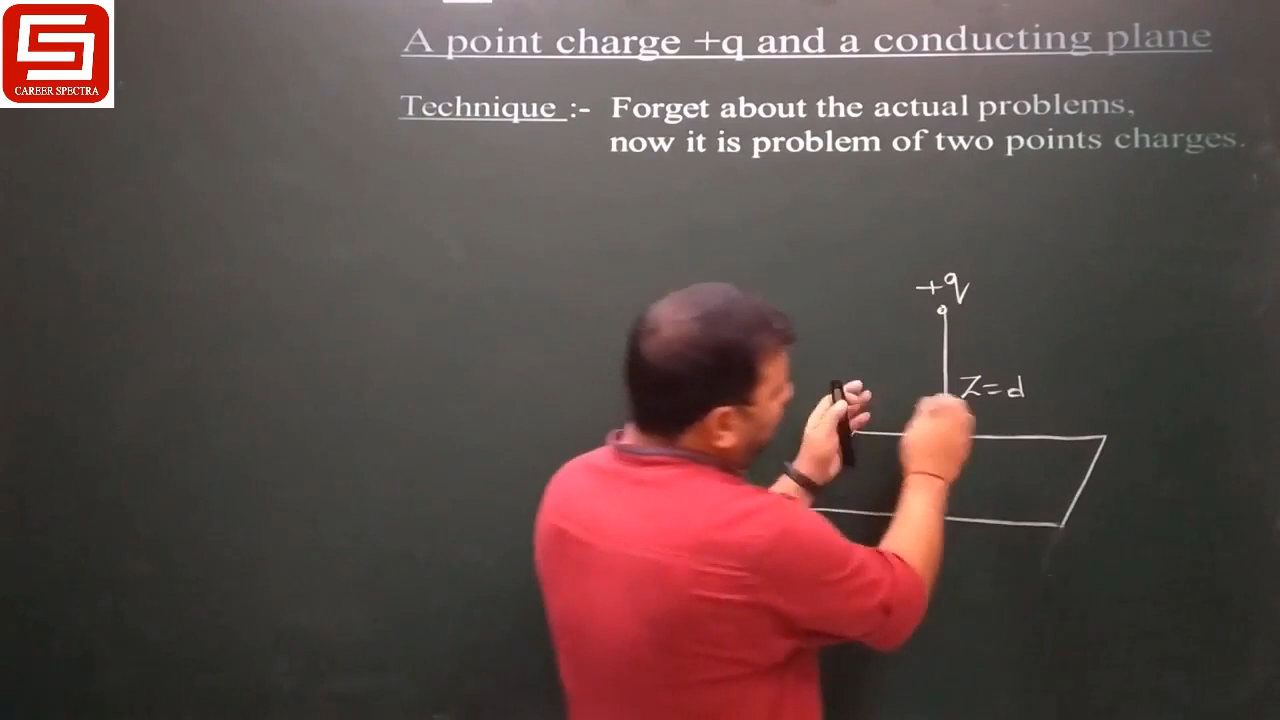 CAREER SPECTRA
A point charge +q and a conducting plane
Technique :- Forget about the actual problems,
now it is problem of two points charges.
+q
Z=d